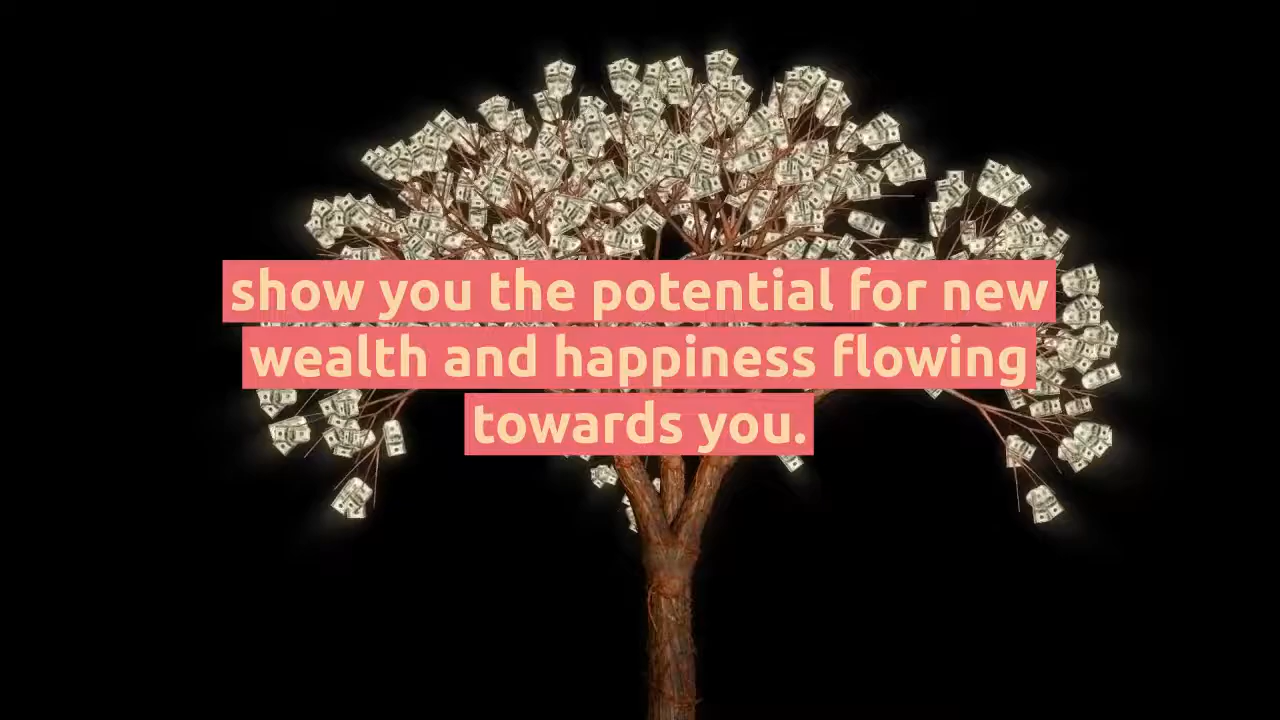 show you the potential for new
wealth and happiness flowing
towards you.